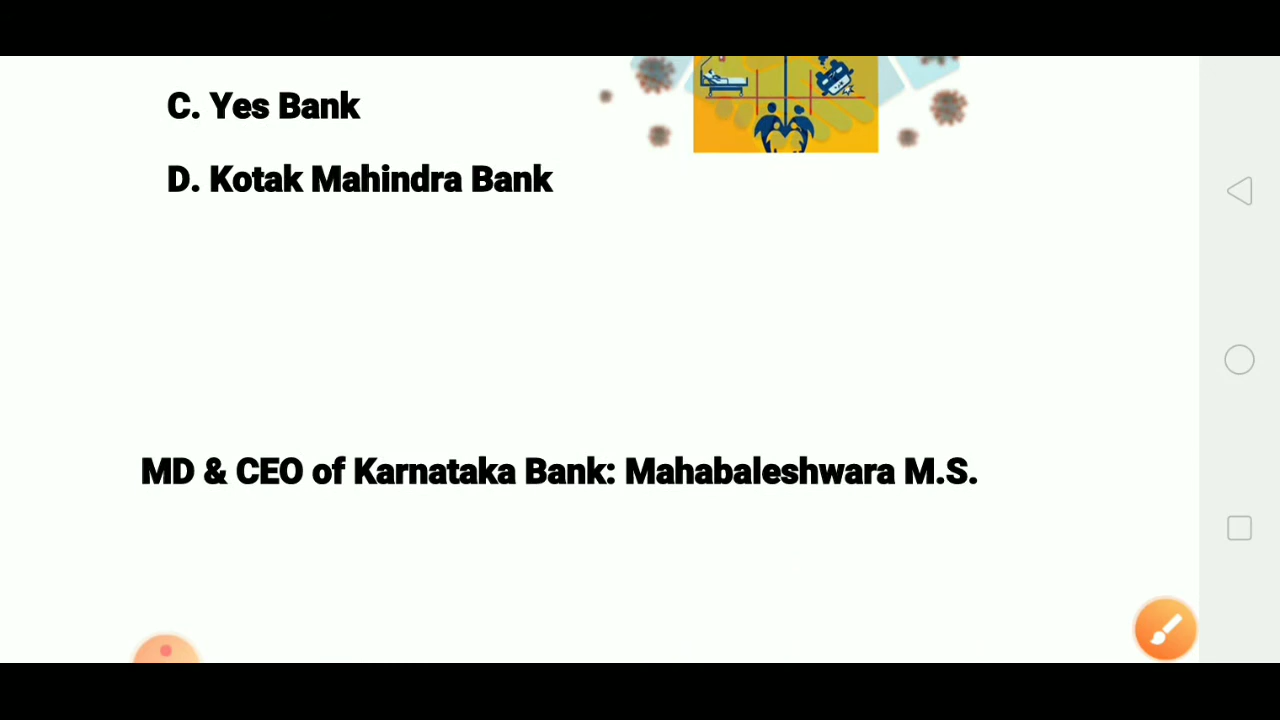 C. Yes Bank
D. Kotak Mahindra Bank
MD & CEO of Karnataka Bank: Mahabaleshwara M.S.